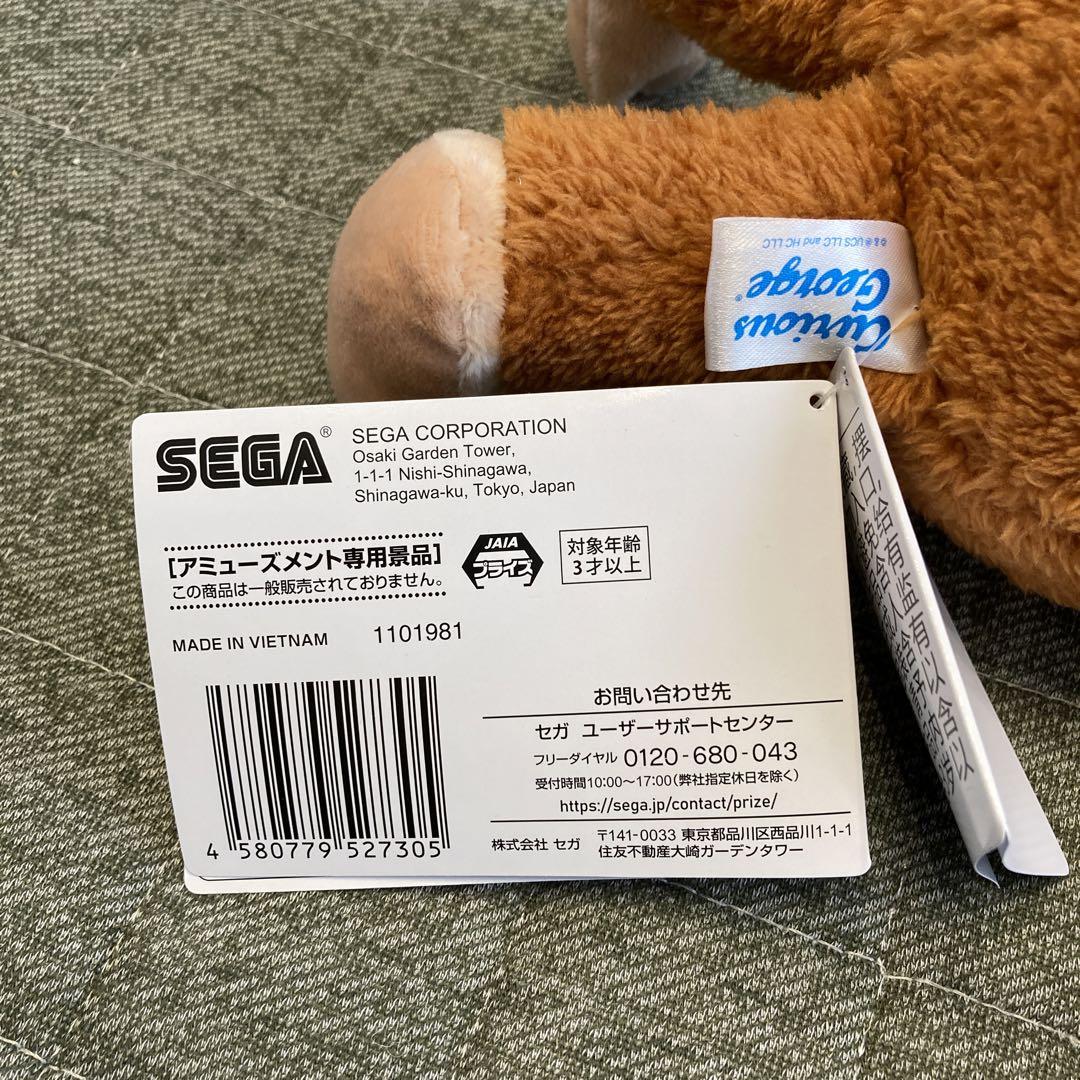 SEGA®
SEGA CORPORATION
Osaki Garden Tower,
1-1-1 Nishi-Shinagawa,
Shinagawa-ku, Tokyo, Japan
[アミューズメント専用景品]
この商品は一般販売されておりません。
JAIA
プライズ
対象年齢
3才以上
MADE IN VIETNAM 1101981
4 580779 527305
お問い合わせ先
セガ ユーザーサポートセンター
フリーダイヤル 0120-680-043
受付時間10:00～17:00(弊社指定休日を除く)
https://sega.jp/contact/prize/
株式会社 セガ
〒141-0033 東京都品川区西品川1-1-1
住友不動産大崎ガーデンタワー
Curious
George®
©&® UCS LLC and HC LLC